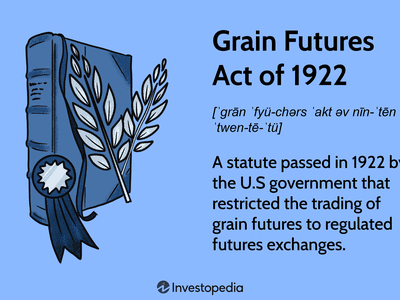 Grain Futures
Act of 1922
[ˈgrān ˈfyü-chərs ˈakt əv nīn-ˈtēn
ˈtwen-tē-ˈtü]
A statute passed in 1922 by
the U.S government that
restricted the trading of
grain futures to regulated
futures exchanges.
Investopedia